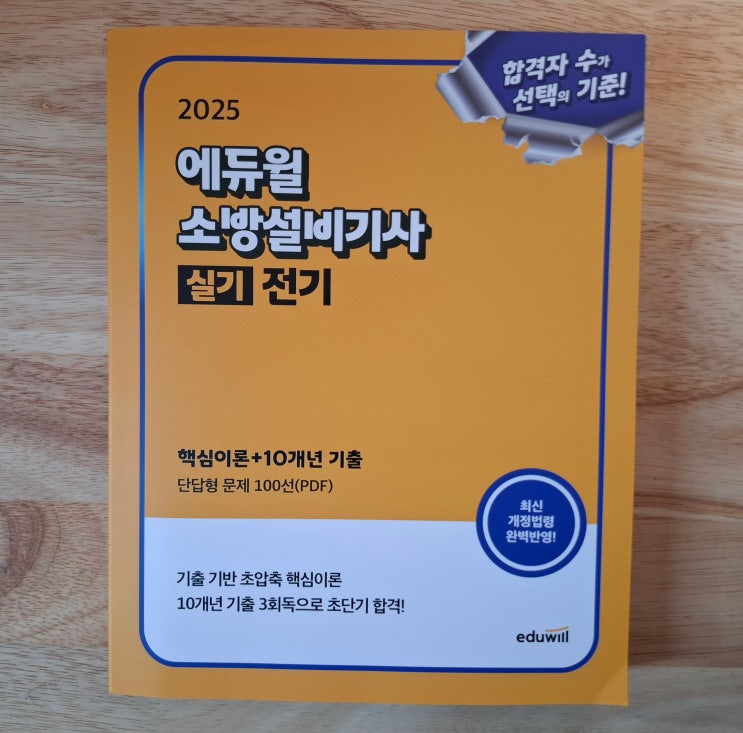 합격자 수가
선택의 기준!
2025
에듀윌
소방설비기사
실기 전기
핵심이론+10개년 기출
단답형 문제 100선(PDF)
최신
개정법령
완벽반영!
기출 기반 초압축 핵심이론
10개년 기출 3회독으로 초단기 합격!
eduwill